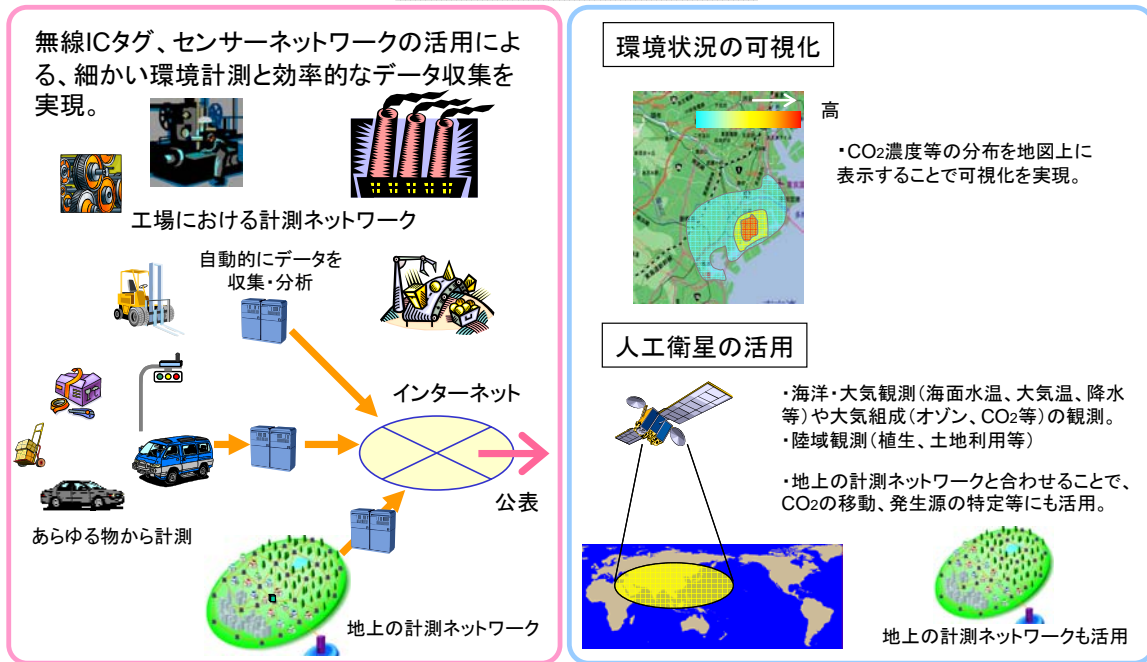 無線ICタグ、センサーネットワークの活用によ
る、細かい環境計測と効率的なデータ収集を
実現。
工場における計測ネットワーク
自動的にデータを
収集・分析
インターネット
公表
あらゆる物から計測
地上の計測ネットワーク
環境状況の可視化
高
・CO2濃度等の分布を地図上に
表示することで可視化を実現。
人工衛星の活用
・海洋・大気観測(海面水温、大気温、降水
等)や大気組成(オゾン、CO2等)の観測。
・陸域観測(植生、土地利用等)
・地上の計測ネットワークと合わせることで、
CO2の移動、発生源の特定等にも活用。
地上の計測ネットワークも活用